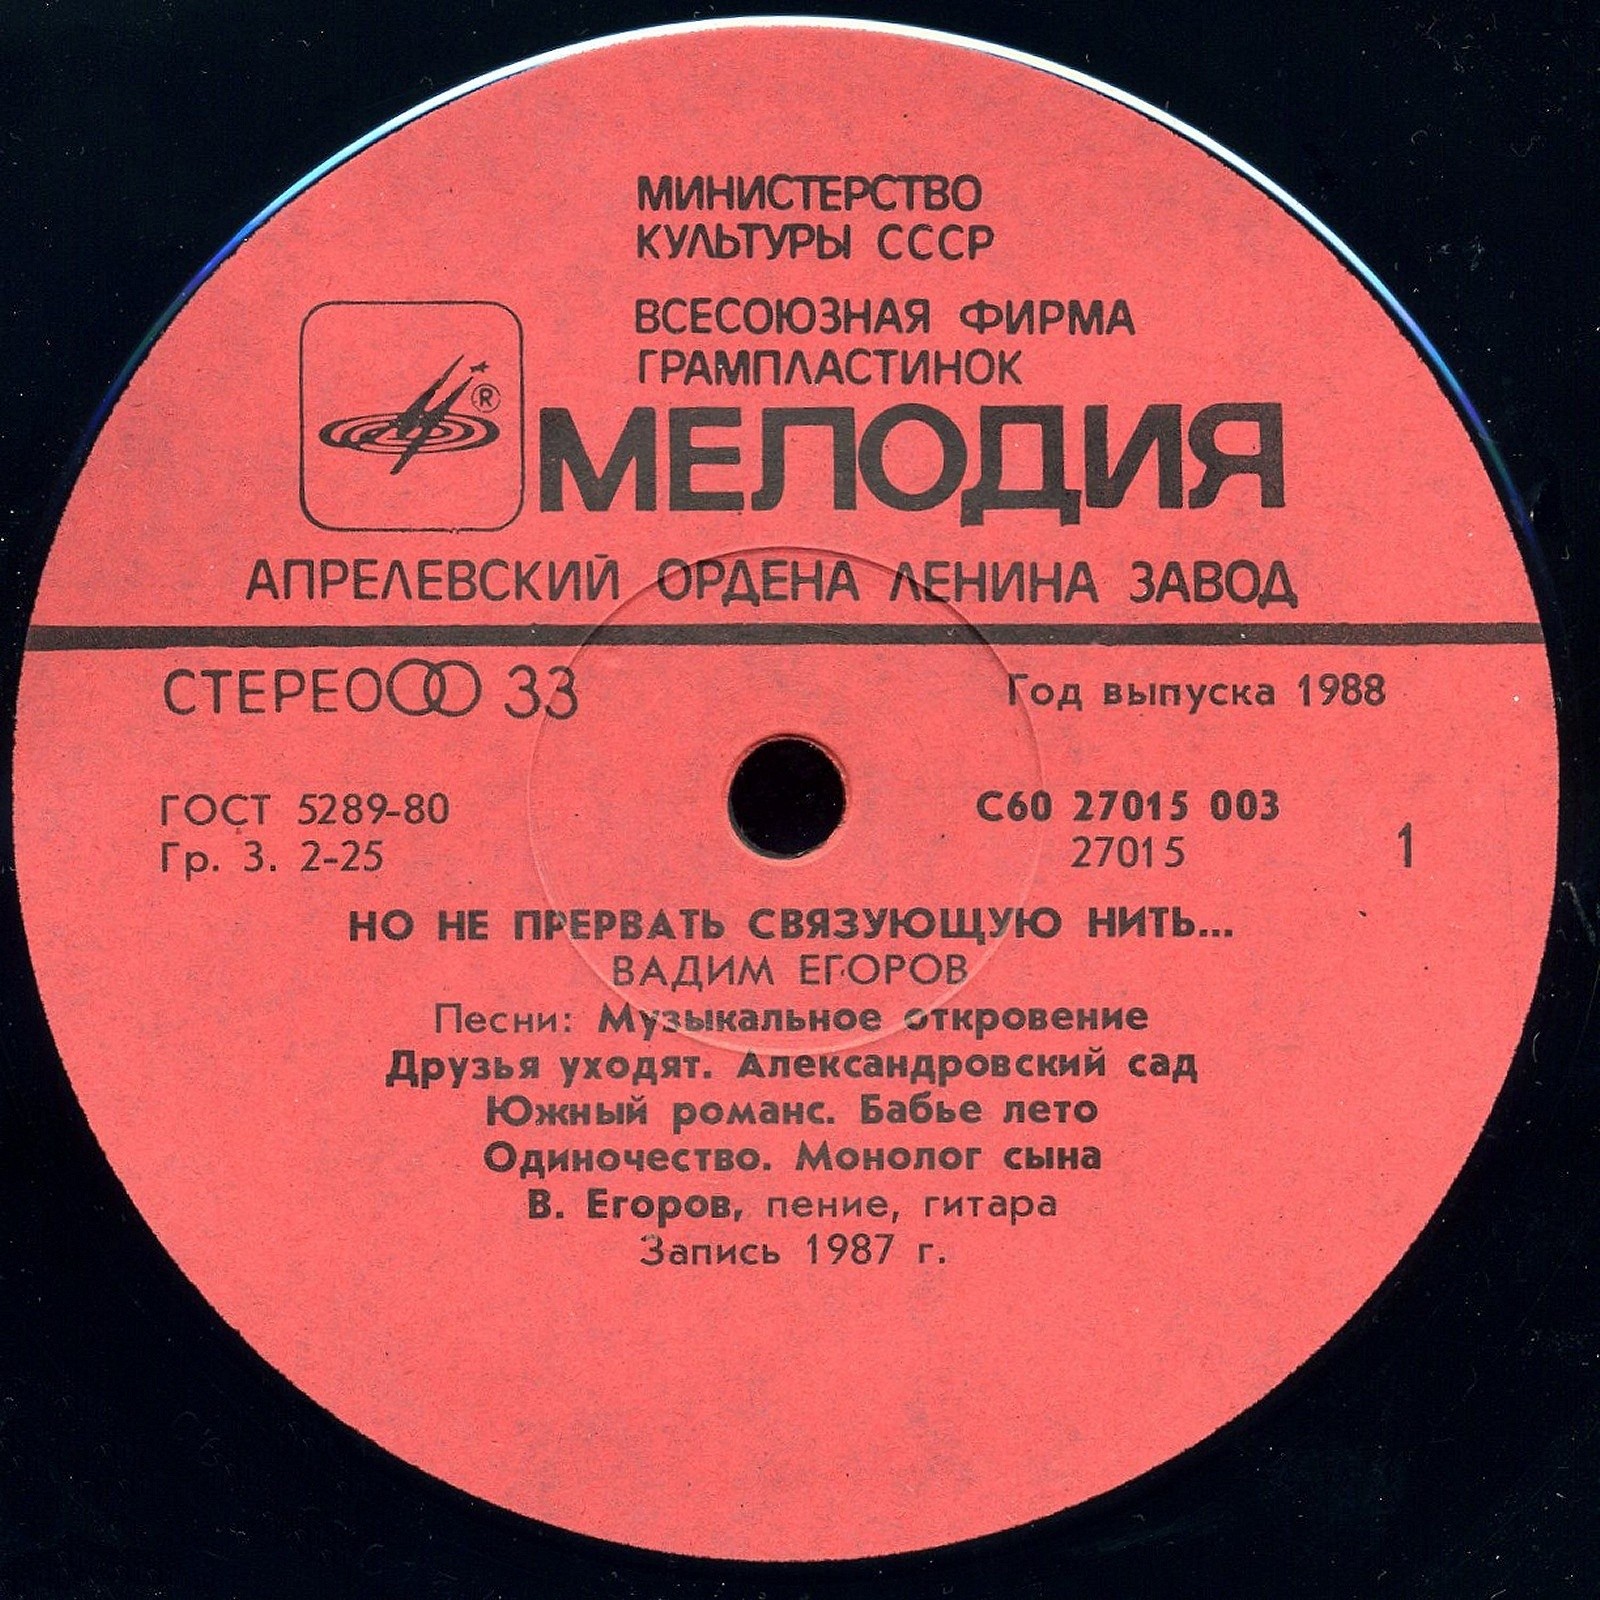 МИНИСТЕРСТВО
КУЛЬТУРЫ СССР
ВСЕСОЮЗНАЯ ФИРМА
ГРАМПЛАСТИНОК
®
МЕЛОДИЯ
АПРЕЛЕВСКИЙ ОРДЕНА ЛЕНИНА ЗАВОД
СТЕРЕО 33
Год выпуска 1988
ГОСТ 5289-80
Гр. 3. 2-25
С60 27015 003
27015
1
НО НЕ ПРЕРВАТЬ СВЯЗУЮЩУЮ НИТЬ...
ВАДИМ ЕГОРОВ
Песни: Музыкальное откровение
Друзья уходят. Александровский сад
Южный романс. Бабье лето
Одиночество. Монолог сына
В. Егоров, пение, гитара
Запись 1987 г.